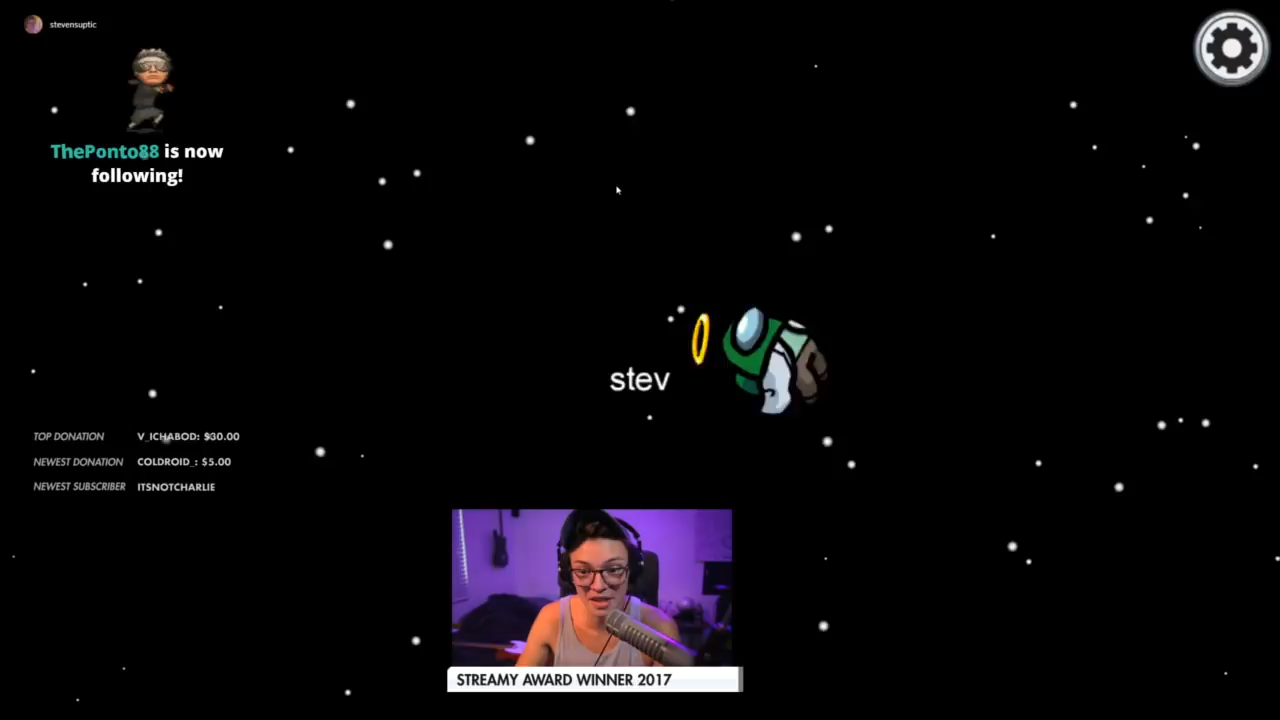 stevensuptic
ThePonto88 is now
following!
stev
TOP DONATION V_ICHABOD: $30.00
NEWEST DONATION COLDROID_: $5.00
NEWEST SUBSCRIBER ITSNOTCHARLIE
STREAMY AWARD WINNER 2017